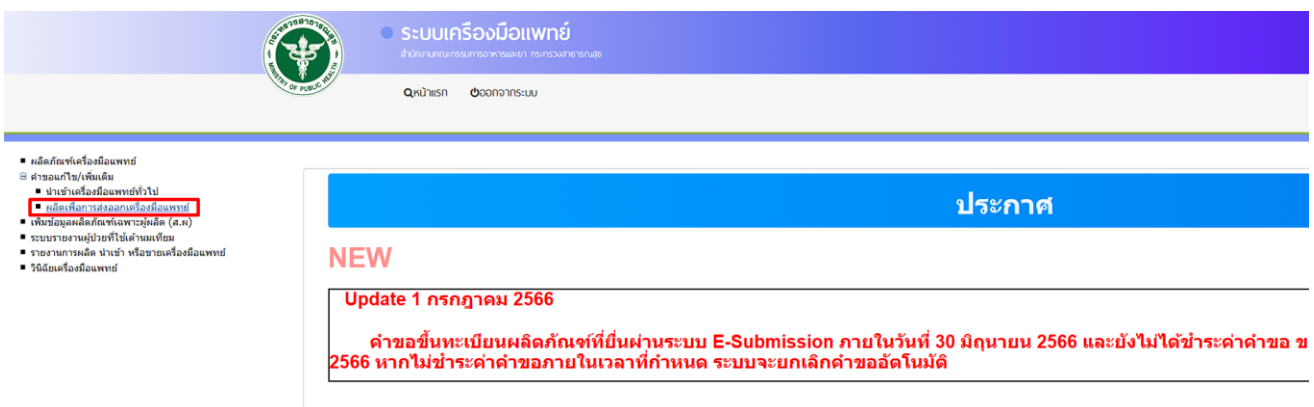 กระทรวงสาธารณสุข
MINISTRY OF PUBLIC HEALTH
ระบบเครื่องมือแพทย์
สำนักงานคณะกรรมการอาหารและยา กระทรวงสาธารณสุข
หน้าแรก ออกจากระบบ
ผลิตภัณฑ์เครื่องมือแพทย์
คำขอแก้ไข/เพิ่มเติม
นำเข้าเครื่องมือแพทย์ทั่วไป
ผลิตเพื่อการส่งออกเครื่องมือแพทย์
เพิ่มข้อมูลผลิตภัณฑ์เฉพาะผู้ผลิต (ส.ผ)
ระบบรายงานผู้ป่วยที่ใช้เต้านมเทียม
รายงานการผลิต นำเข้า หรือขายเครื่องมือแพทย์
วินิฉัยเครื่องมือแพทย์
ประกาศ
NEW
Update 1 กรกฎาคม 2566
คำขอขึ้นทะเบียนผลิตภัณฑ์ที่ยื่นผ่านระบบ E-Submission ภายในวันที่ 30 มิถุนายน 2566 และยังไม่ได้ชำระค่าคำขอ ข
2566 หากไม่ชำระค่าคำขอภายในเวลาที่กำหนด ระบบจะยกเลิกคำขออัตโนมัติ